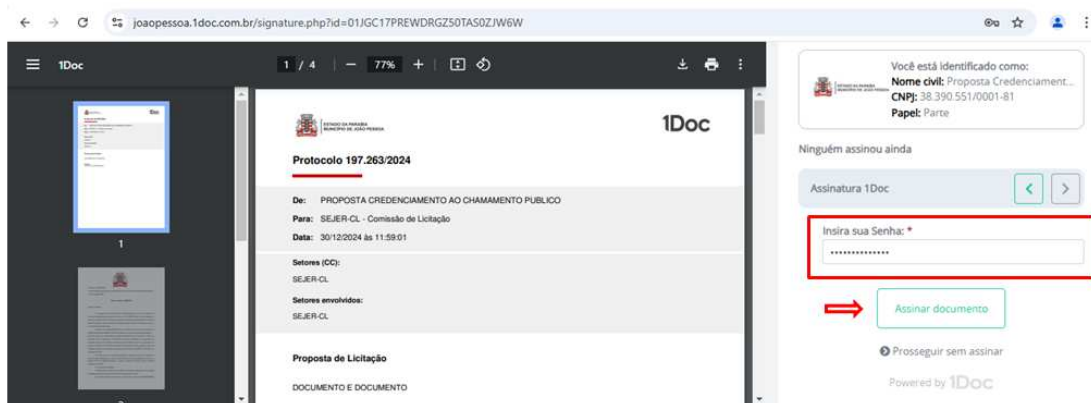 joaopessoa.1doc.com.br/signature.php?id=01JGC17PREWDRGZ50TAS0ZJW6W
1Doc
1 / 4
77%
1
ESTADO DA PARAÍBA
MUNICÍPIO DE JOÃO PESSOA
1Doc
Protocolo 197.263/2024
De: PROPOSTA CREDENCIAMENTO AO CHAMAMENTO PUBLICO
Para: SEJER-CL - Comissão de Licitação
Data: 30/12/2024 às 11:59:01
Setores (CC):
SEJER-CL
Setores envolvidos:
SEJER-CL
Proposta de Licitação
DOCUMENTO E DOCUMENTO
Você está identificado como:
Nome civil: Proposta Credenciament...
CNPJ: 38.390.551/0001-81
Papel: Parte
Ninguém assinou ainda
Assinatura 1Doc
Insira sua Senha: *
••••••••••••••
Assinar documento
Prosseguir sem assinar
Powered by 1Doc